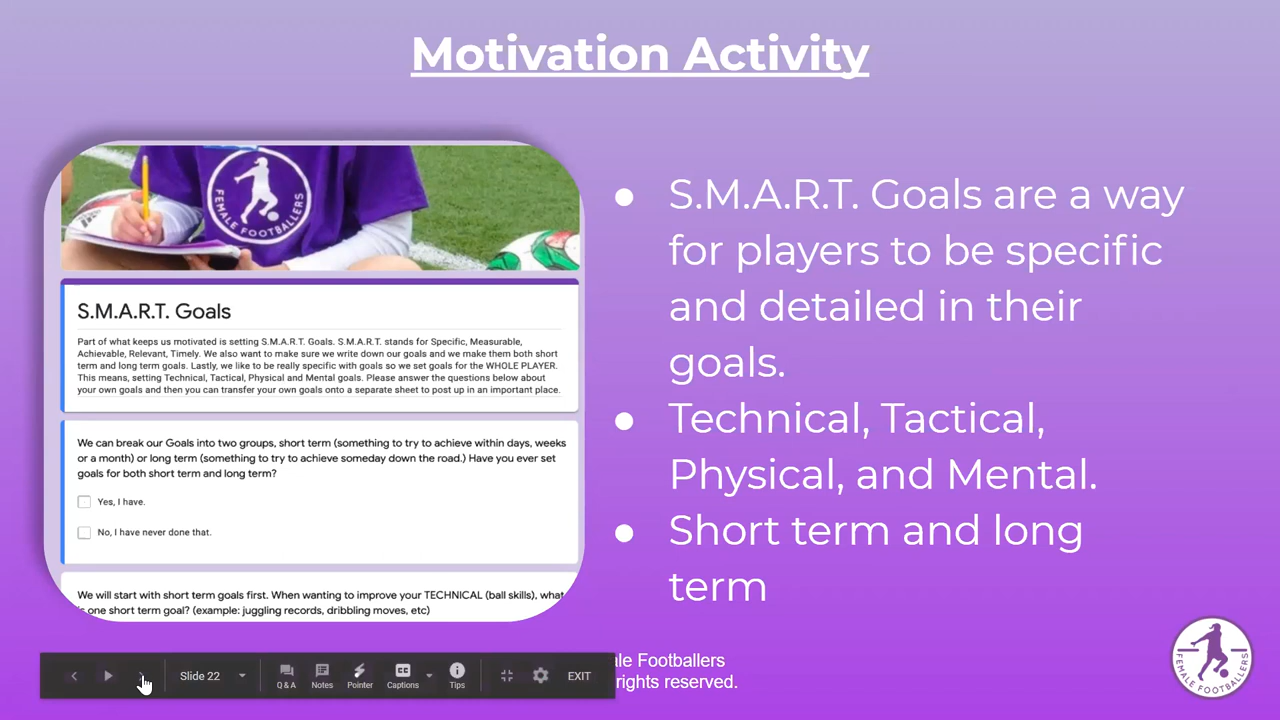 Motivation Activity
FEMALE FOOTBALLERS
S.M.A.R.T. Goals
Part of what keeps us motivated is setting S.M.A.R.T. Goals. S.M.A.R.T. stands for Specific, Measurable,
Achievable, Relevant, Timely. We also want to make sure we write down our goals and we make them both short
term and long term goals. Lastly, we like to be really specific with goals so we set goals for the WHOLE PLAYER.
This means, setting Technical, Tactical, Physical and Mental goals. Please answer the questions below about
your own goals and then you can transfer your own goals onto a separate sheet to post up in an important place.
We can break our Goals into two groups, short term (something to try to achieve within days, weeks
or a month) or long term (something to try to achieve someday down the road.) Have you ever set
goals for both short term and long term?
Yes, I have.
No, I have never done that.
We will start with short term goals first. When wanting to improve your TECHNICAL (ball skills), what
one short term goal? (example: juggling records, dribbling moves, etc)
● S.M.A.R.T. Goals are a way
for players to be specific
and detailed in their
goals.
● Technical, Tactical,
Physical, and Mental.
● Short term and long
term
Footballers
rights reserved.
Slide 22
Q & A
Notes
Pointer
Captions
Tips
EXIT
FEMALE FOOTBALLERS